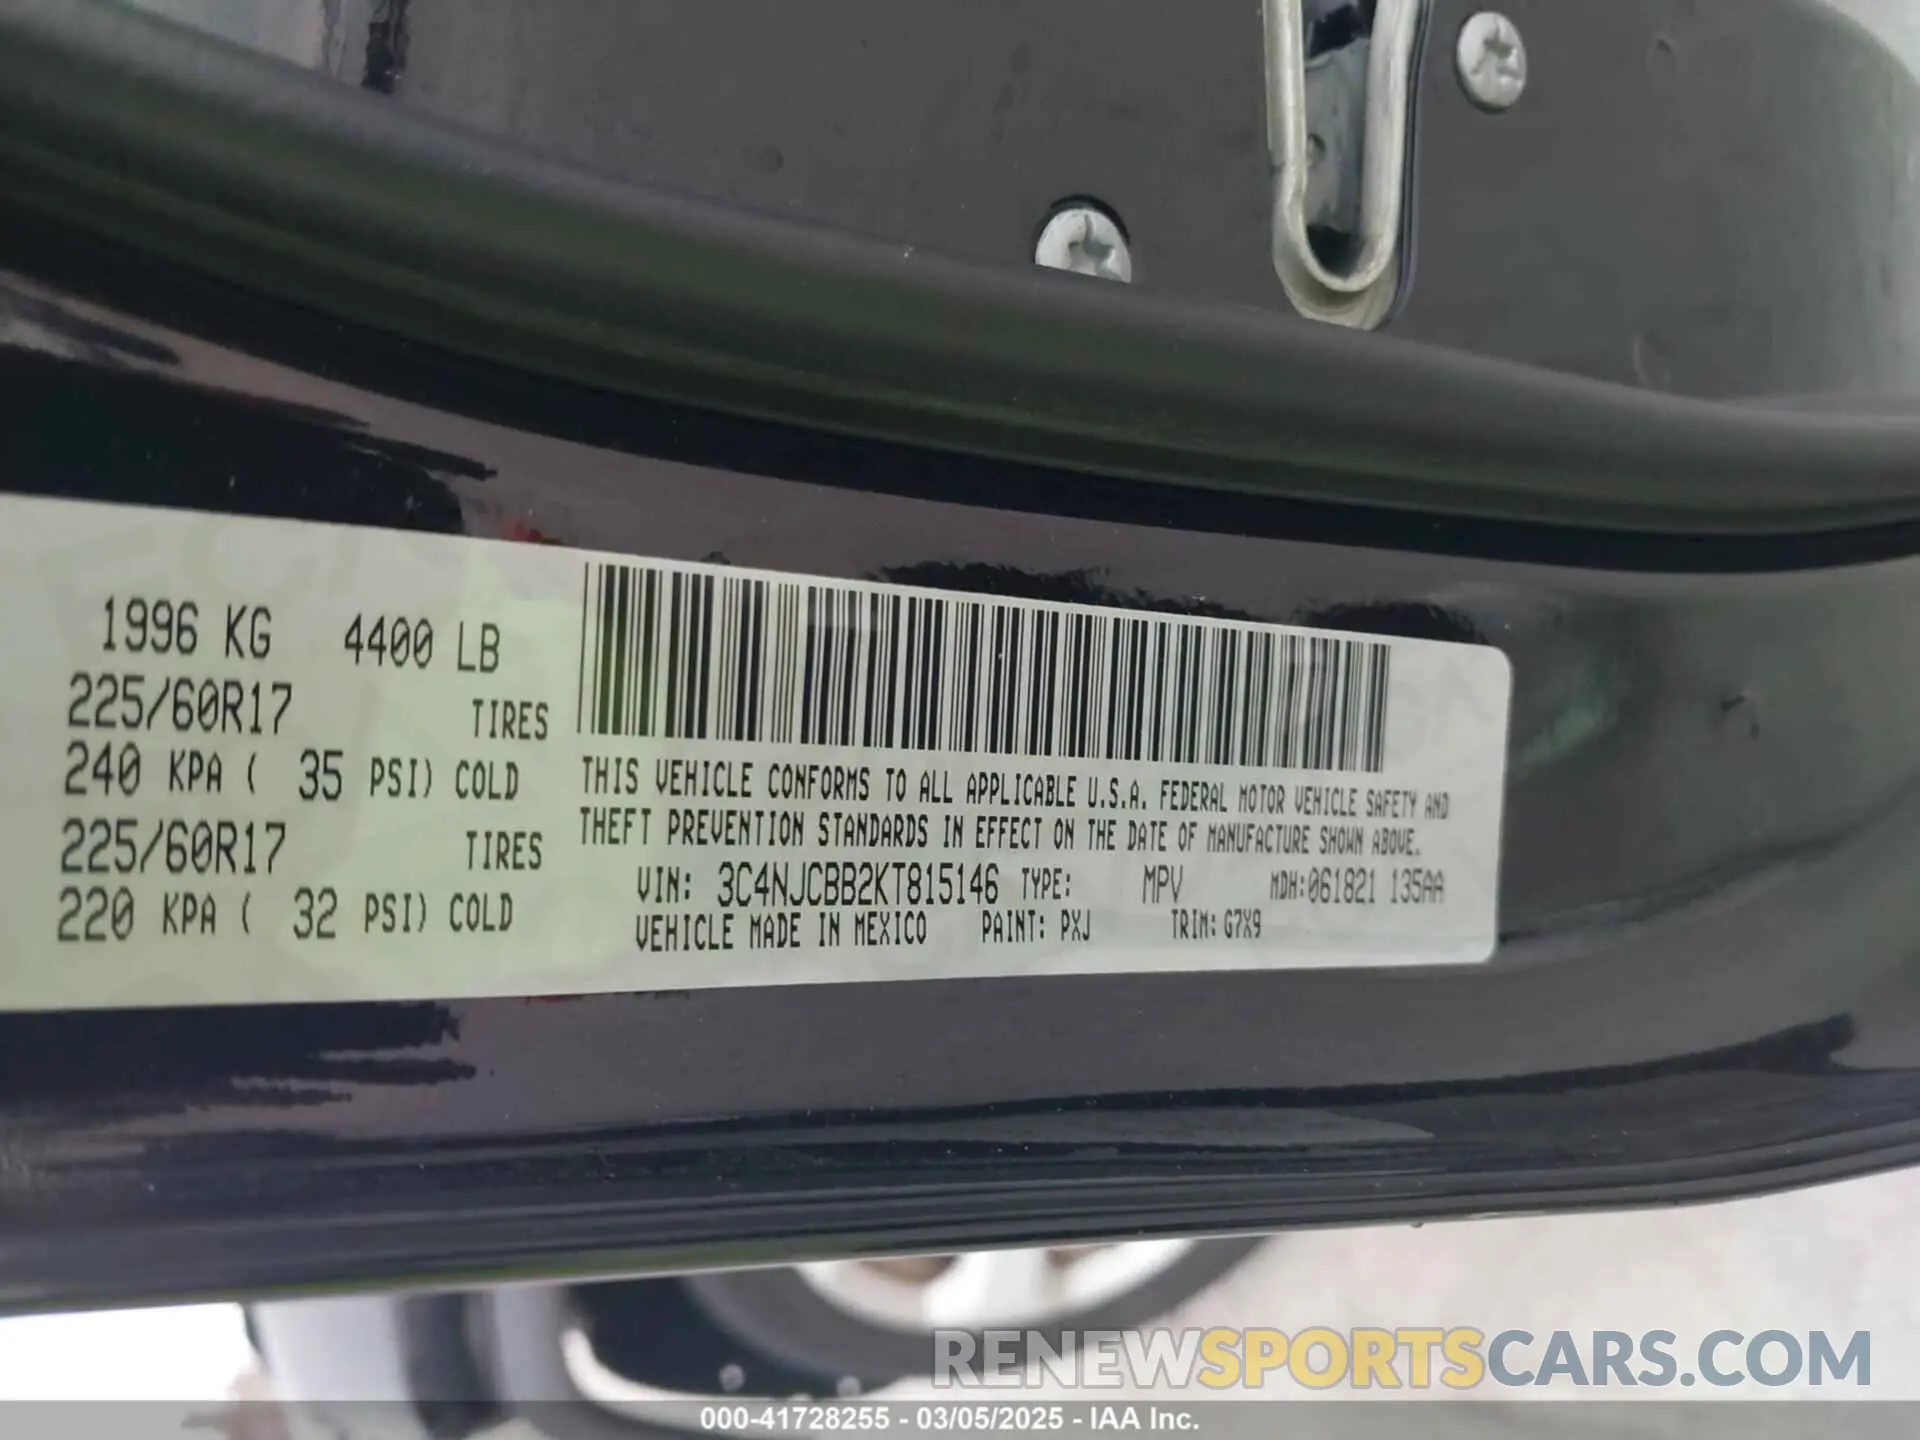 1996 KG 4400 LB
225/60R17 TIRES
240 KPA ( 35 PSI) COLD
225/60R17 TIRES
220 KPA ( 32 PSI) COLD
THIS VEHICLE CONFORMS TO ALL APPLICABLE U.S.A. FEDERAL MOTOR VEHICLE SAFETY AND
THEFT PREVENTION STANDARDS IN EFFECT ON THE DATE OF MANUFACTURE SHOWN ABOVE.
VIN: 3C4NJCBB2KT815146 TYPE: MPV MDH:061821 135AA
VEHICLE MADE IN MEXICO PAINT: PXJ TRIM: G7X9
RENEWSPORTSCARS.COM
000-41728255 - 03/05/2025 - IAA Inc.